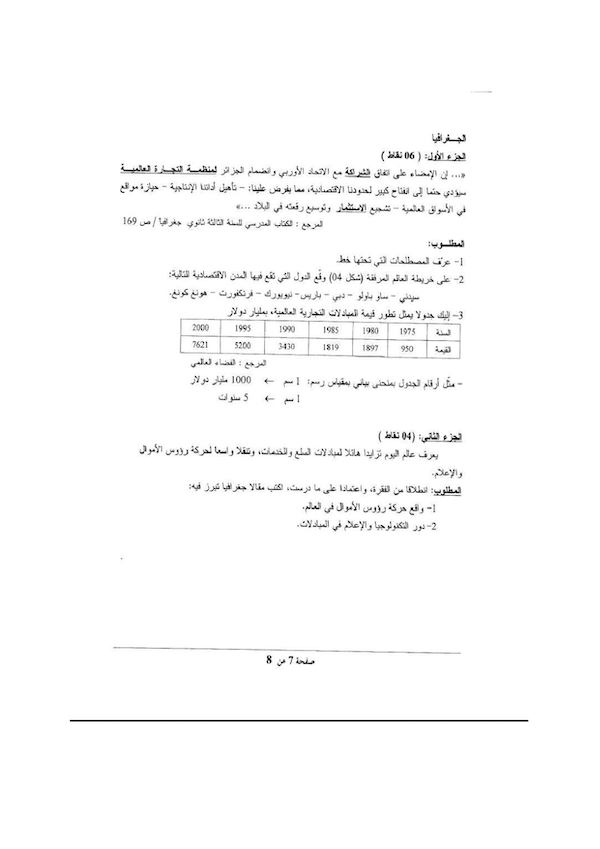 الجـــغرافيا
الجزء الأول: ( 06 نقاط )
«... إن الإمضاء على اتفاق الشراكة مع الاتحاد الأوربي وانضمام الجزائر لمنظمـــة التجـــارة العالميـــة
سيؤدي حتما إلى انفتاح كبير لحدودنا الاقتصادية، مما يفرض علينا: – تأهيل أداتنا الإنتاجية – حيازة مواقع
في الأسواق العالمية – تشجيع الاستثمار وتوسيع رقعته في البلاد ...»
المرجع : الكتاب المدرسي للسنة الثالثة ثانوي جغرافيا / ص 169
المطلـــوب:
1- عرّف المصطلحات التي تحتها خط.
2- على خريطة العالم المرفقة (شكل 04) وقّع الدول التي تقع فيها المدن الاقتصادية التالية:
سيدني – ساو باولو – دبي – باريس- نيويورك – فرنكفورت – هونغ كونغ.
3- إليك جدولا يمثل تطور قيمة المبادلات التجارية العالمية، بمليار دولار
السنة 1975 1980 1985 1990 1995 2000
القيمة 950 1897 1819 3430 5200 7621
المرجع : الفضاء العالمي
– مثّل أرقام الجدول بمنحنى بياني بمقياس رسم: 1 سم ← 1000 مليار دولار
1 سم ← 5 سنوات
الجزء الثاني: (04 نقاط )
يعرف عالم اليوم تزايدا هائلا لمبادلات السلع والخدمات، وتنقلا واسعا لحركة رؤوس الأموال
والإعلام.
المطلوب: انطلاقا من الفقرة، واعتمادا على ما درست، اكتب مقالا جغرافيا تبرز فيه:
1- واقع حركة رؤوس الأموال في العالم.
2- دور التكنولوجيا والإعلام في المبادلات.
صفحة 7 من 8